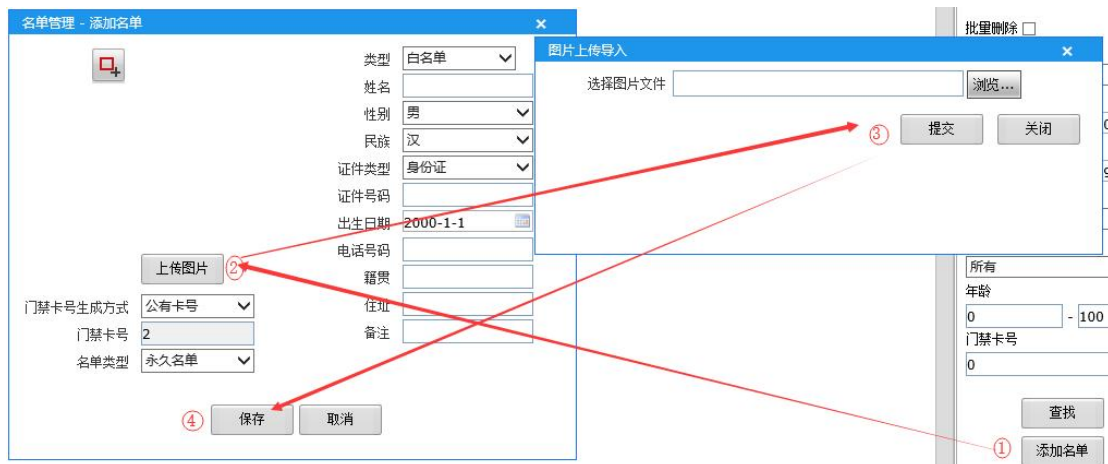 名单管理 - 添加名单 ×
类型 白名单
姓名
性别 男
民族 汉
证件类型 身份证
证件号码
出生日期 2000-1-1
电话号码
籍贯
住址
备注
上传图片 ②
门禁卡号生成方式 公有卡号
门禁卡号 2
名单类型 永久名单
④ 保存 取消
图片上传导入 ×
选择图片文件 浏览...
③ 提交 关闭
批量删除
所有
年龄
0 - 100
门禁卡号
0
查找
① 添加名单